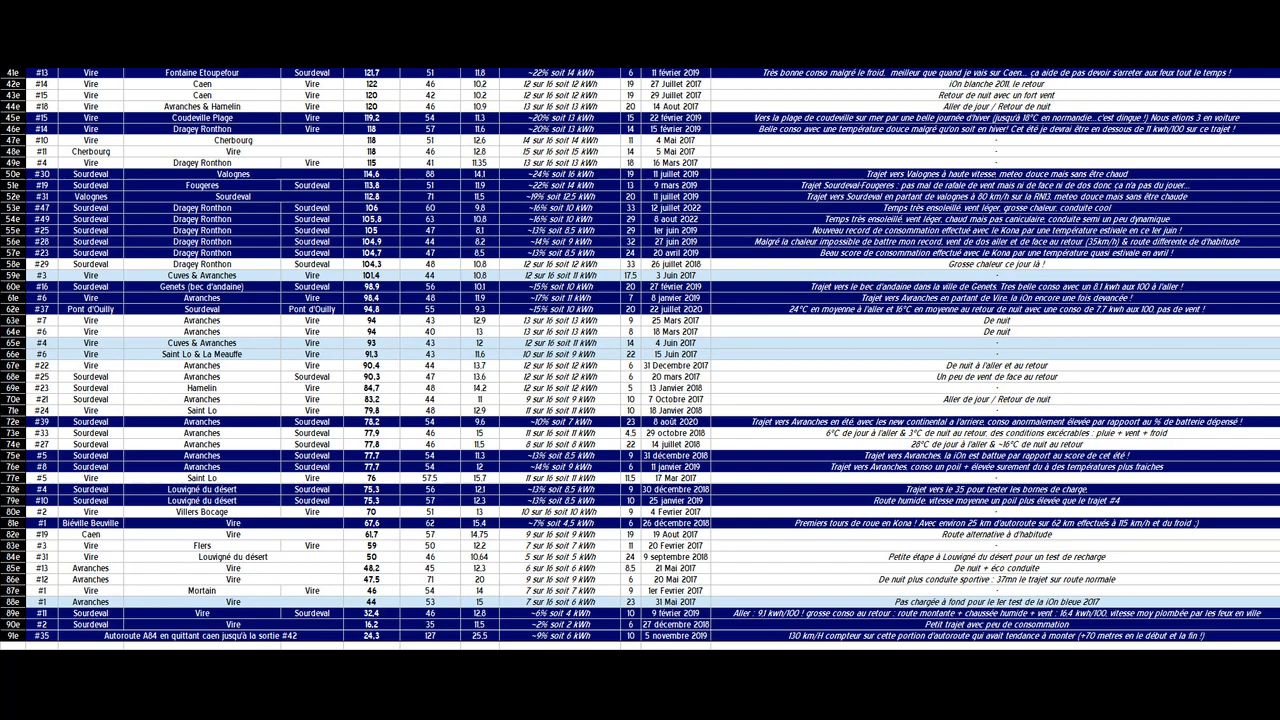 41e #13 Vire Fontaine Etoupefour Sourdeval 121,7 51 11.8 ~22% soit 14 kWh 6 11 février 2019 Très bonne conso malgré le froid. meilleur que quand je vais sur Caen... ça aide de pas devoir s'arreter aux feux tout le temps !
42e #14 Vire Caen Vire 122 46 10.2 12 sur 16 soit 12 kWh 19 27 Juillet 2017 iOn blanche 2011, le retour
43e #15 Vire Caen Vire 120 42 10.2 12 sur 16 soit 12 kWh 19 29 Juillet 2017 Retour de nuit avec un fort vent
44e #18 Vire Avranches & Hamelin Vire 120 46 10.9 13 sur 16 soit 13 kWh 20 14 Aout 2017 Aller de jour / Retour de nuit
45e #15 Vire Coudeville Plage Vire 119,2 54 11.3 ~20% soit 13 kWh 15 22 février 2019 Vers la plage de coudeville sur mer par une belle journée d'hiver (jusqu'à 18°C en normandie...c'est dingue !) Nous etions 3 en voiture
46e #14 Vire Dragey Ronthon Vire 118 57 11.6 ~20% soit 13 kWh 14 15 février 2019 Belle conso avec une température douce malgré qu'on soit en hiver! Cet été je devrai être en dessous de 11 kwh/100 sur ce trajet !
47e #10 Vire Cherbourg 118 51 12.6 14 sur 16 soit 14 kWh 11 4 Mai 2017 -
48e #11 Cherbourg Vire 118 46 12.8 15 sur 16 soit 15 kWh 14 5 Mai 2017 -
49e #4 Vire Dragey Ronthon Vire 115 41 11.35 13 sur 16 soit 13 kWh 18 16 Mars 2017 -
50e #30 Sourdeval Valognes 114,6 88 14.1 ~24% soit 16 kWh 19 11 juillet 2019 Trajet vers Valognes à haute vitesse, meteo douce mais sans être chaud
51e #19 Sourdeval Fougeres Sourdeval 113,8 51 11.9 ~22% soit 14 kWh 13 9 mars 2019 Trajet Sourdeval-Fougeres : pas mal de rafale de vent mais ni de face ni de dos donc ça n'a pas du jouer...
52e #31 Valognes Sourdeval 112,8 71 11.5 ~19% soit 12.5 kWh 20 11 juillet 2019 Trajet vers Sourdeval en partant de valognes à 80 km/h sur la RN13, meteo douce mais sans être chaude
53e #47 Sourdeval Dragey Ronthon Sourdeval 106 60 9.8 ~16% soit 10 kWh 33 12 juillet 2022 Temps très ensoleillé, vent léger, grosse chaleur, conduite cool
54e #49 Sourdeval Dragey Ronthon Sourdeval 105,8 63 10.8 ~16% soit 10 kWh 29 8 aout 2022 Temps très ensoleillé, vent léger, chaud mais pas caniculaire, conduite semi un peu dynamique
55e #25 Sourdeval Dragey Ronthon Sourdeval 105 47 8.1 ~13% soit 8.5 kWh 29 1er juin 2019 Nouveau record de consommation effectué avec le Kona par une température estivale en ce 1er juin !
56e #28 Sourdeval Dragey Ronthon Sourdeval 104,9 44 8.2 ~14% soit 9 kWh 32 27 juin 2019 Malgré la chaleur impossible de battre mon record, vent de dos aller et de face au retour (35km/h) & route differente de d'habitude
57e #23 Sourdeval Dragey Ronthon Sourdeval 104,7 47 8.5 ~13% soit 8.5 kWh 24 20 avril 2019 Beau score de consommation effectué avec le Kona par une température quasi estivale en avril !
58e #29 Sourdeval Dragey Ronthon Sourdeval 104,3 48 10.8 12 sur 16 soit 12 kWh 33 26 juillet 2018 Grosse chaleur ce jour là !
59e #3 Vire Cuves & Avranches Vire 101,4 44 10.8 12 sur 16 soit 11 kWh 17.5 3 Juin 2017 -
60e #16 Sourdeval Genets (bec d'andaine) Sourdeval 98,9 56 10.1 ~15% soit 10 kWh 20 27 février 2019 Trajet vers le bec d'andaine dans la ville de Genets. Tres belle conso avec un 8.1 kwh aux 100 à l'aller !
61e #6 Vire Avranches Sourdeval 98,4 48 11.9 ~17% soit 11 kWh 7 8 janvier 2019 Trajet vers Avranches en partant de Vire, la iOn encore une fois devancée !
62e #37 Pont d'Ouilly Sourdeval Pont d'Ouilly 94,8 55 9.3 ~15% soit 10 kWh 20 22 juillet 2020 24°C en moyenne à l'aller et 16°C en moyenne au retour de nuit avec une conso de 7,7 kwh aux 100, pas de vent !
63e #7 Vire Avranches Vire 94 43 12.9 13 sur 16 soit 13 kWh 9 25 Mars 2017 De nuit
64e #6 Vire Avranches Vire 94 40 13 13 sur 16 soit 13 kWh 8 18 Mars 2017 De nuit
65e #4 Vire Cuves & Avranches Vire 93 43 12 12 sur 16 soit 11 kWh 14 4 Juin 2017 -
66e #6 Vire Saint Lo & La Meauffe Vire 91,3 43 11.6 10 sur 16 soit 9 kWh 22 15 Juin 2017 -
67e #22 Vire Avranches Vire 90,4 44 13.7 12 sur 16 soit 12 kWh 6 31 Decembre 2017 De nuit à l'aller et au retour
68e #25 Sourdeval Avranches Sourdeval 90,3 47 13.6 12 sur 16 soit 12 kWh 6 20 mars 2017 Un peu de vent de face au retour
69e #23 Sourdeval Hamelin Sourdeval 84,7 48 14.2 12 sur 16 soit 12 kWh 5 13 Janvier 2018 -
70e #21 Sourdeval Avranches Sourdeval 83,2 44 11 9 sur 16 soit 9 kWh 10 7 Octobre 2017 Aller de jour / Retour de nuit
71e #24 Vire Saint Lo Vire 79,8 48 12.9 11 sur 16 soit 11 kWh 10 18 Janvier 2018 -
72e #39 Sourdeval Avranches Sourdeval 78,2 54 9.6 ~10% soit 7 kWh 23 8 août 2020 Trajet vers Avranches en été, avec les new continental a l'arriere, conso anormalement élevée par rappoort au % de batterie dépensé !
73e #33 Sourdeval Avranches Sourdeval 77,9 46 15 11 sur 16 soit 11 kWh 4.5 29 octobre 2018 6°C de jour à l'aller & 3°C de nuit au retour, des conditions excécrables : pluie + vent + froid
74e #27 Sourdeval Avranches Sourdeval 77,8 46 11,5 8 sur 16 soit 8 kWh 22 14 juillet 2018 28°C de jour à l'aller & ~16°C de nuit au retour
75e #5 Sourdeval Avranches Sourdeval 77,7 54 11.3 ~13% soit 8.5 kWh 9 31 décembre 2018 Trajet vers Avranches, la iOn est battue par rapport au score de cet été !
76e #8 Sourdeval Avranches Sourdeval 77,7 54 12 ~14% soit 9 kWh 6 11 janvier 2019 Trajet vers Avranches, conso un poil + élevée surement du à des températures plus fraiches
77e #5 Vire Saint Lo Vire 76 57.5 15.7 11 sur 16 soit 11 kWh 11.5 17 Mars 2017 -
78e #4 Sourdeval Louvigné du désert Sourdeval 75,3 56 12.1 ~13% soit 8.5 kWh 9 30 décembre 2018 Trajet vers le 35 pour tester les bornes de charge.
79e #10 Sourdeval Louvigné du désert Sourdeval 75,3 57 12.3 ~13% soit 8.5 kWh 10 25 janvier 2019 Route humide, vitesse moyenne un poil plus élevée que le trajet #4
80e #2 Vire Villers Bocage Vire 70 51 13 10 sur 16 soit 10 kWh 9 4 Fevrier 2017 -
81e #1 Biéville Beuville Vire 67,6 62 15.4 ~7% soit 4.5 kWh 6 26 décembre 2018 Premiers tours de roue en Kona ! Avec environ 25 km d'autoroute sur 62 km effectués à 115 km/h et du froid ;)
82e #19 Caen Vire 61,7 57 14.75 9 sur 16 soit 9 kWh 19 19 Août 2017 Route alternative à d'habitude
83e #3 Vire Flers Vire 59 50 12.2 7 sur 16 soit 7 kWh 11 20 Fevrier 2017 -
84e #31 Vire Louvigné du désert 50 46 10.64 5 sur 16 soit 5 kWh 24 9 septembre 2018 Petite étape à Louvigné du désert pour un test de recharge
85e #13 Avranches Vire 48,2 45 12.3 6 sur 16 soit 6 kWh 8.5 21 Mai 2017 De nuit + éco conduite
86e #12 Avranches Vire 47,5 71 20 9 sur 16 soit 9 kWh 6 20 Mai 2017 De nuit plus conduite sportive : 37mn le trajet sur route normale
87e #1 Vire Mortain Vire 46 54 14 7 sur 16 soit 7 kWh 9 1er Fevrier 2017 -
88e #1 Avranches Vire 44 53 15 7 sur 16 soit 6 kWh 23 31 Mai 2017 Pas chargée à fond pour le 1er test de la iOn bleue 2017
89e #11 Sourdeval Vire Sourdeval 32,4 46 12.8 ~6% soit 4 kWh 10 9 février 2019 Aller : 9,1 kwh/100 ! grosse conso au retour : route montante + chaussée humide + vent : 16.4 kwh/100, vitesse moy plombée par les feux en ville
90e #2 Sourdeval Vire 16,2 35 11,5 ~2% soit 2 kWh 6 27 décembre 2018 Petit trajet avec peu de consommation
91e #35 Autoroute A84 en quittant caen jusqu'à la sortie #42 24,3 127 25.5 ~9% soit 6 kWh 10 5 novembre 2019 130 km/H compteur sur cette portion d'autoroute qui avait tendance à monter (+70 metres en le début et la fin !)